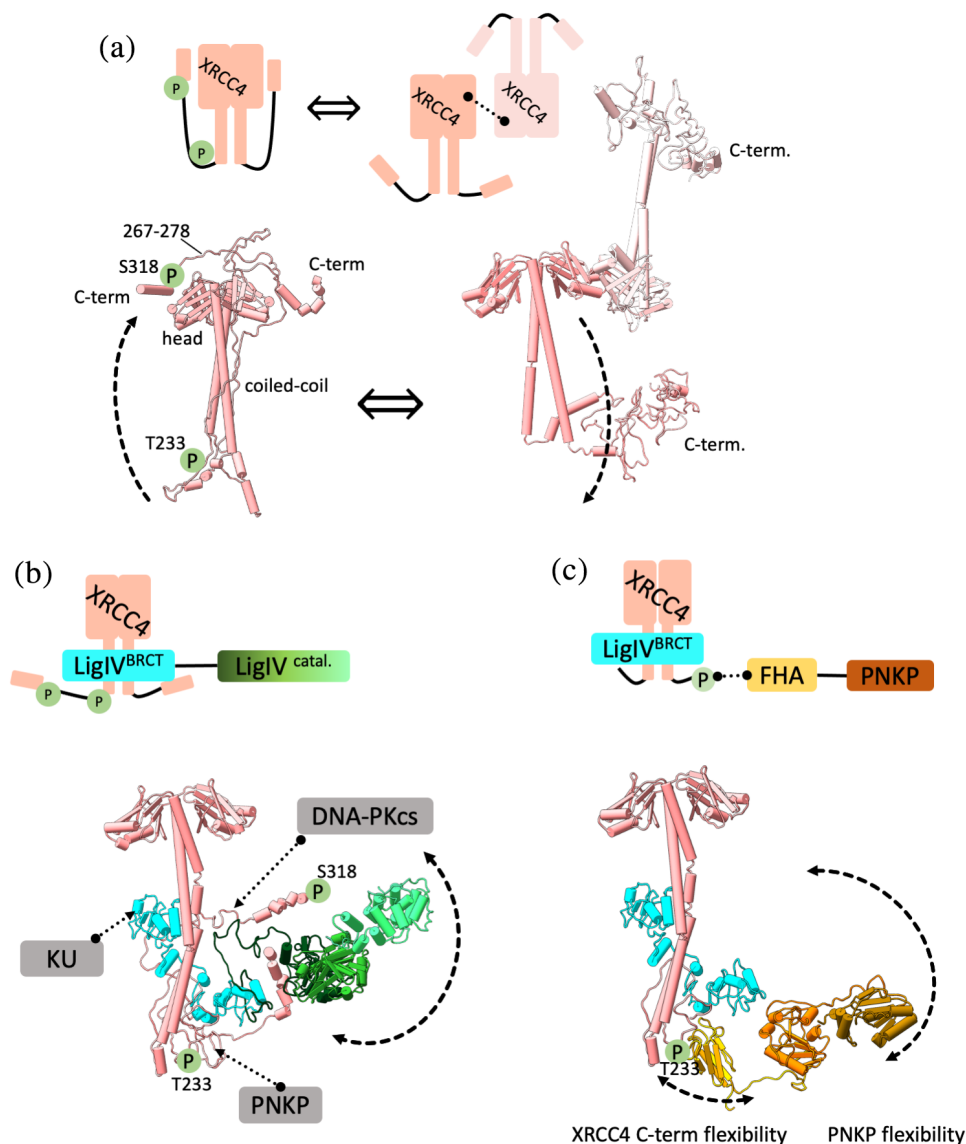 (a)
XRCC4
P
P
XRCC4
XRCC4
C-term.
267-278
S318
P
C-term
C-term
head
coiled-coil
T233
P
C-term.
(b)
XRCC4
LigIV BRCT
LigIV catal.
P
P
DNA-PKcs
S318
P
KU
P
T233
PNKP
(c)
XRCC4
LigIV BRCT
P
FHA
PNKP
P
T233
XRCC4 C-term flexibility
PNKP flexibility